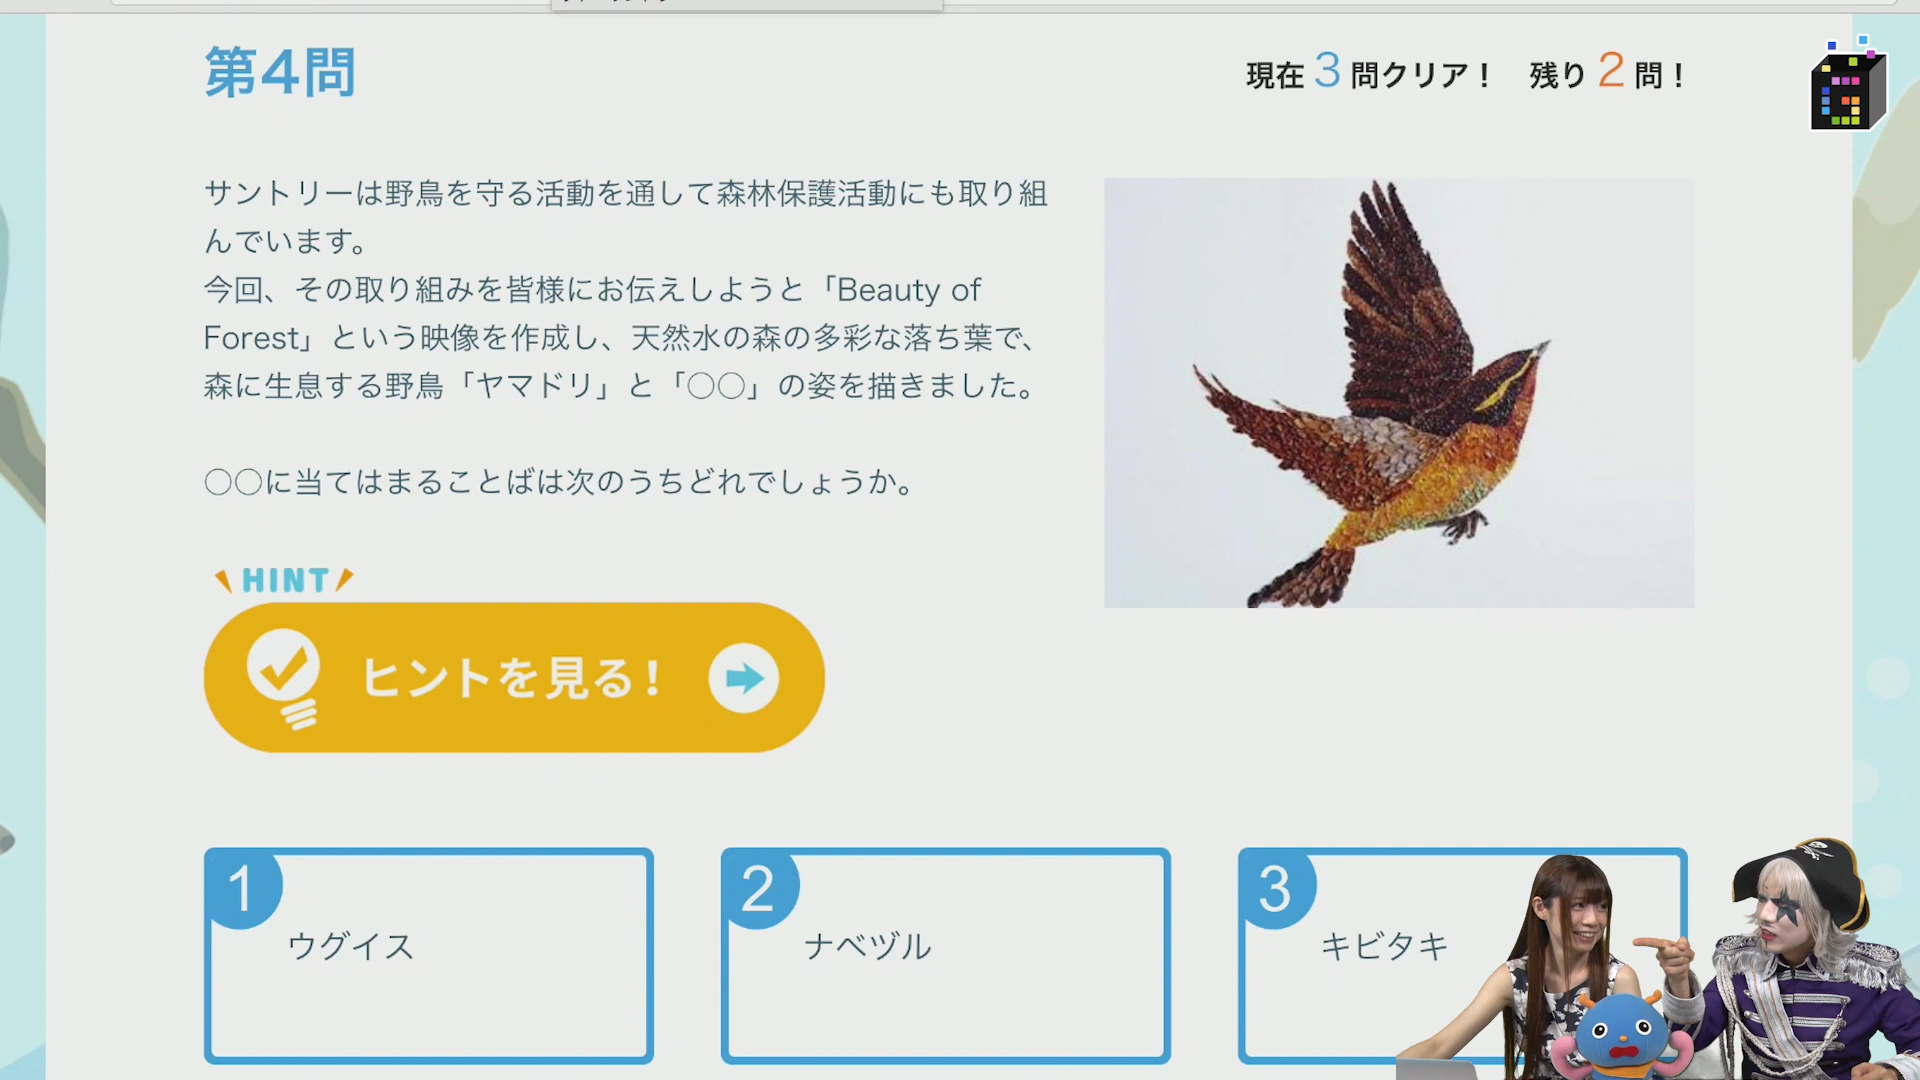 第4問
現在 3 問クリア！ 残り 2 問！
サントリーは野鳥を守る活動を通して森林保護活動にも取り組
んでいます。
今回、その取り組みを皆様にお伝えしようと「Beauty of
Forest」という映像を作成し、天然水の森の多彩な落ち葉で、
森に生息する野鳥「ヤマドリ」と「○○」の姿を描きました。
○○に当てはまることばは次のうちどれでしょうか。
HINT
ヒントを見る！
1
ウグイス
2
ナベヅル
3
キビタキ
G